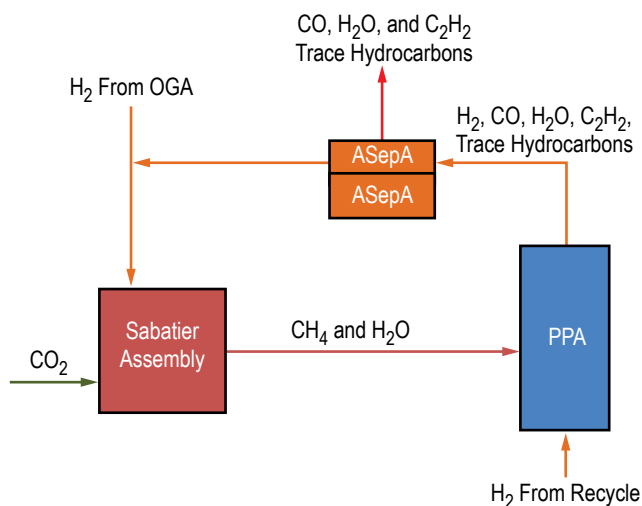 CO, H₂O, and C₂H₂
Trace Hydrocarbons
H₂ From OGA
H₂, CO, H₂O, C₂H₂,
Trace Hydrocarbons
ASepA
ASepA
Sabatier
Assembly
CH₄ and H₂O
PPA
CO₂
H₂ From Recycle